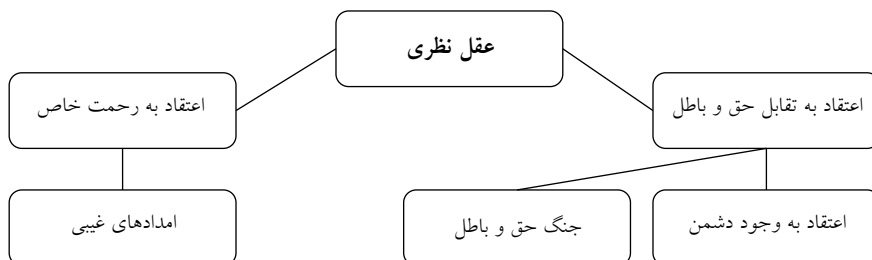 عقل نظری
اعتقاد به تقابل حق و باطل
اعتقاد به رحمت خاص
اعتقاد به وجود دشمن
جنگ حق و باطل
امدادهای غیبی